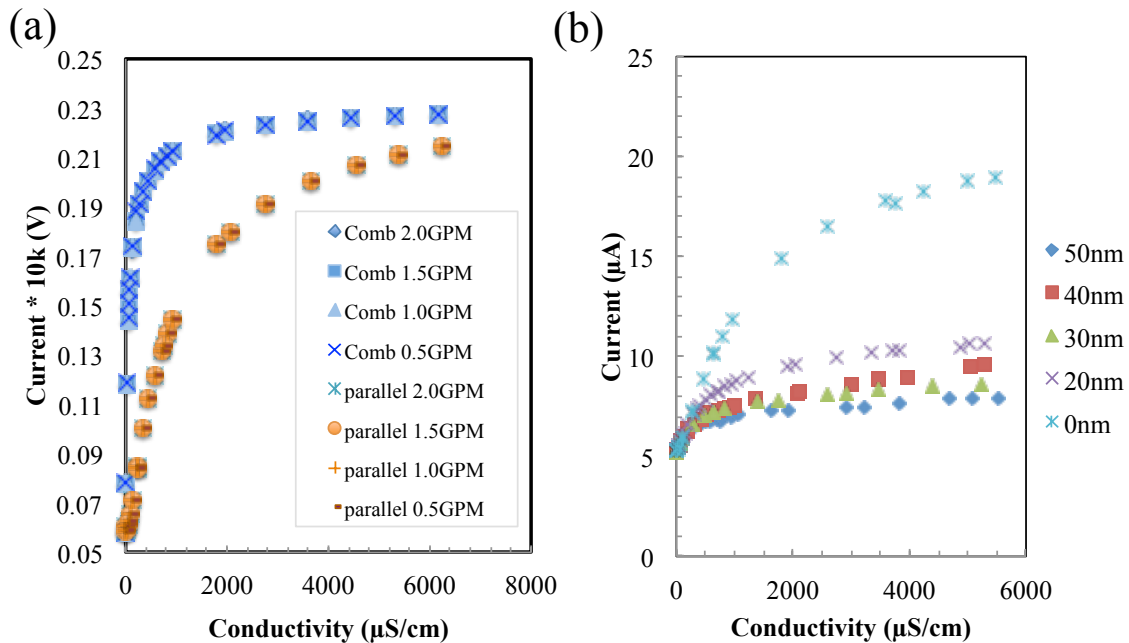 (a)
Current * 10k (V)
0.25
0.23
0.21
0.19
0.17
0.15
0.13
0.11
0.09
0.07
0.05
0 2000 4000 6000 8000
Conductivity (µS/cm)
Comb 2.0GPM
Comb 1.5GPM
Comb 1.0GPM
Comb 0.5GPM
parallel 2.0GPM
parallel 1.5GPM
parallel 1.0GPM
parallel 0.5GPM
(b)
Current (µA)
25
20
15
10
5
0
0 2000 4000 6000
Conductivity (µS/cm)
50nm
40nm
30nm
20nm
0nm